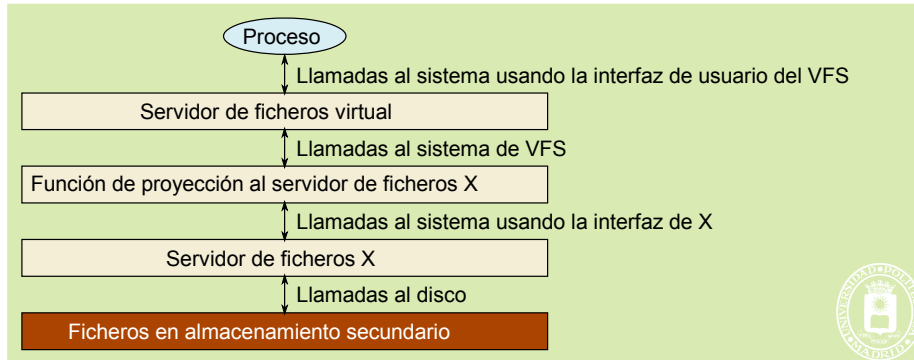 Proceso
Llamadas al sistema usando la interfaz de usuario del VFS
Servidor de ficheros virtual
Llamadas al sistema de VFS
Función de proyección al servidor de ficheros X
Llamadas al sistema usando la interfaz de X
Servidor de ficheros X
Llamadas al disco
Ficheros en almacenamiento secundario